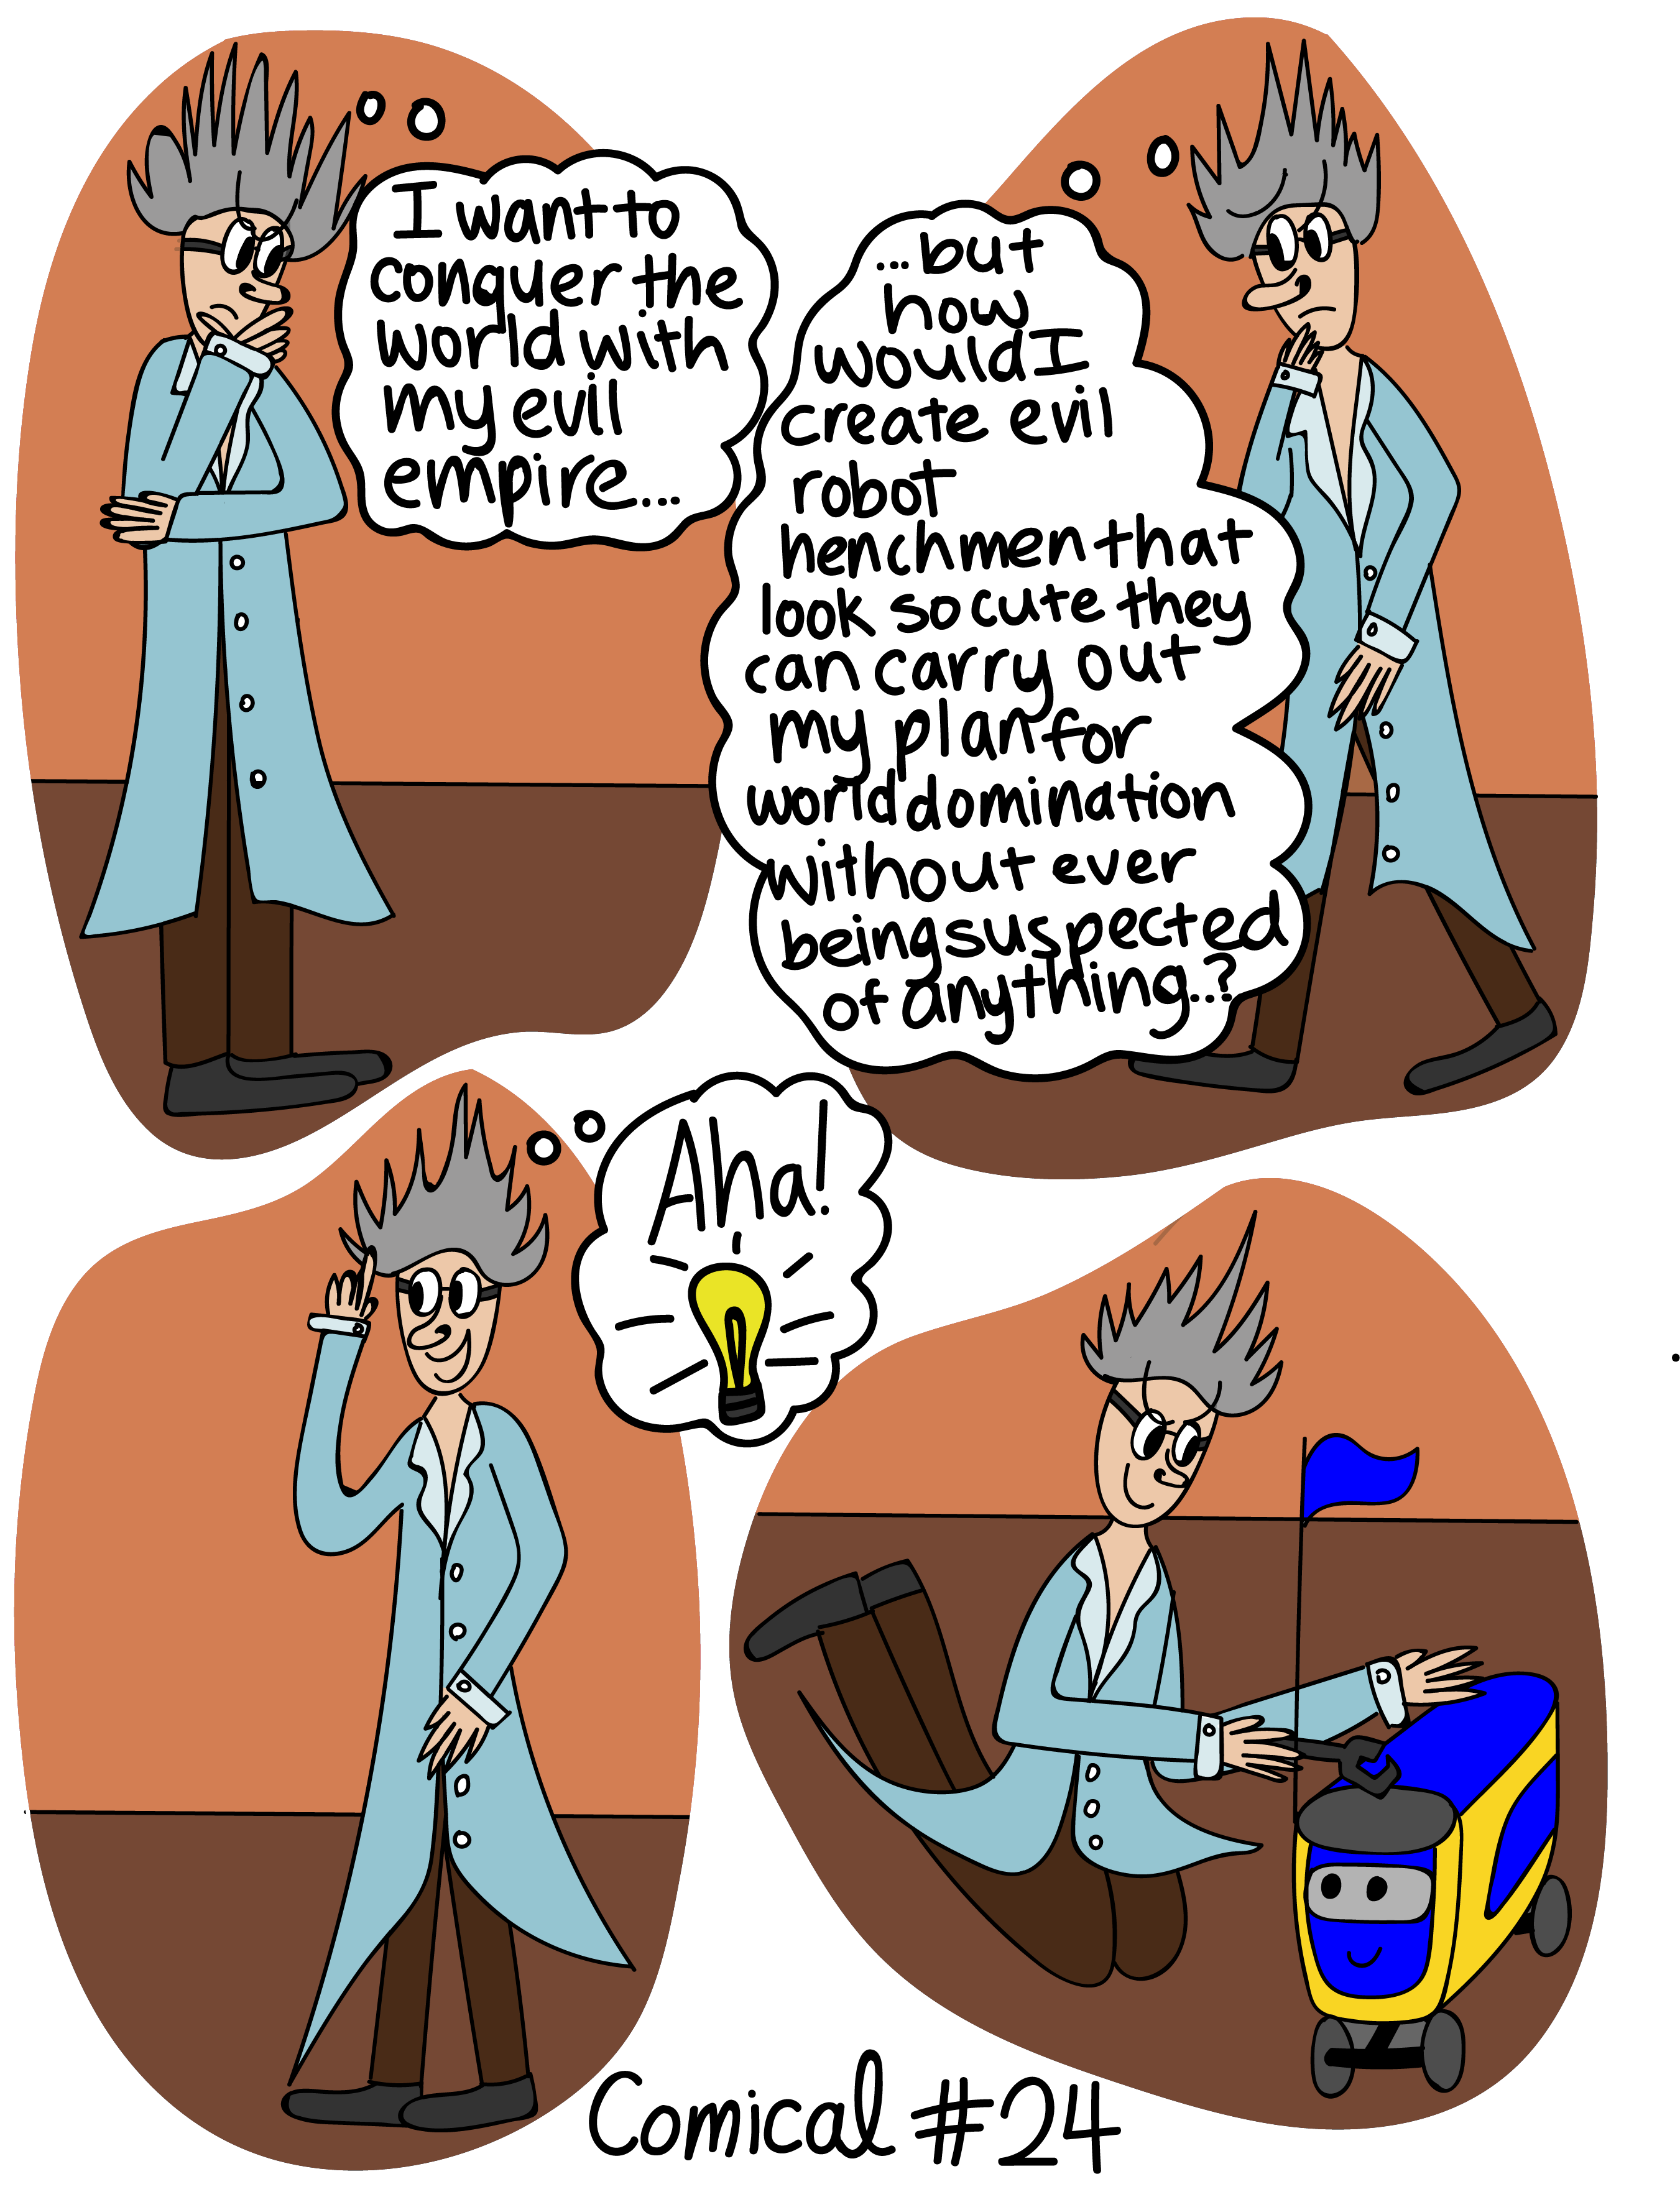 I want to
conquer the
world with
my evil
empire....
...but
how
would I
create evil
robot
henchmen that
look so cute they
can carry out
my plan for
world domination
without ever
being suspected
of anything..?
Aha!
Comical #24